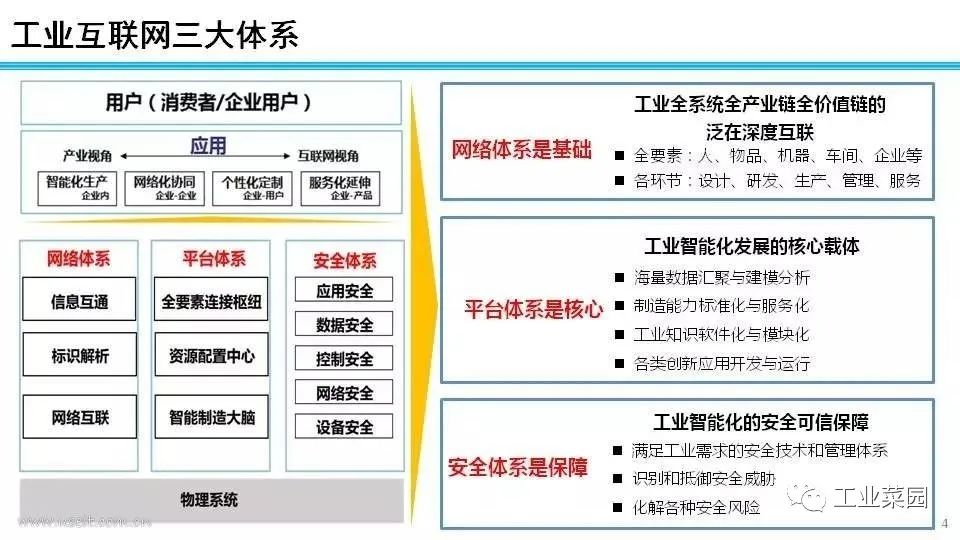 工业互联网三大体系
用户（消费者/企业用户）
应用
产业视角
互联网视角
智能化生产
企业内
网络化协同
企业-企业
个性化定制
企业-用户
服务化延伸
企业-产品
网络体系
信息互通
标识解析
网络互联
平台体系
全要素连接枢纽
资源配置中心
智能制造大脑
安全体系
应用安全
数据安全
控制安全
网络安全
设备安全
物理系统
网络体系是基础
工业全系统全产业链全价值链的
泛在深度互联
■ 全要素：人、物品、机器、车间、企业等
■ 各环节：设计、研发、生产、管理、服务
平台体系是核心
工业智能化发展的核心载体
■ 海量数据汇聚与建模分析
■ 制造能力标准化与服务化
■ 工业知识软件化与模块化
■ 各类创新应用开发与运行
安全体系是保障
工业智能化的安全可信保障
■ 满足工业需求的安全技术和管理体系
■ 识别和抵御安全威胁
■ 化解各种安全风险
工业菜园
4